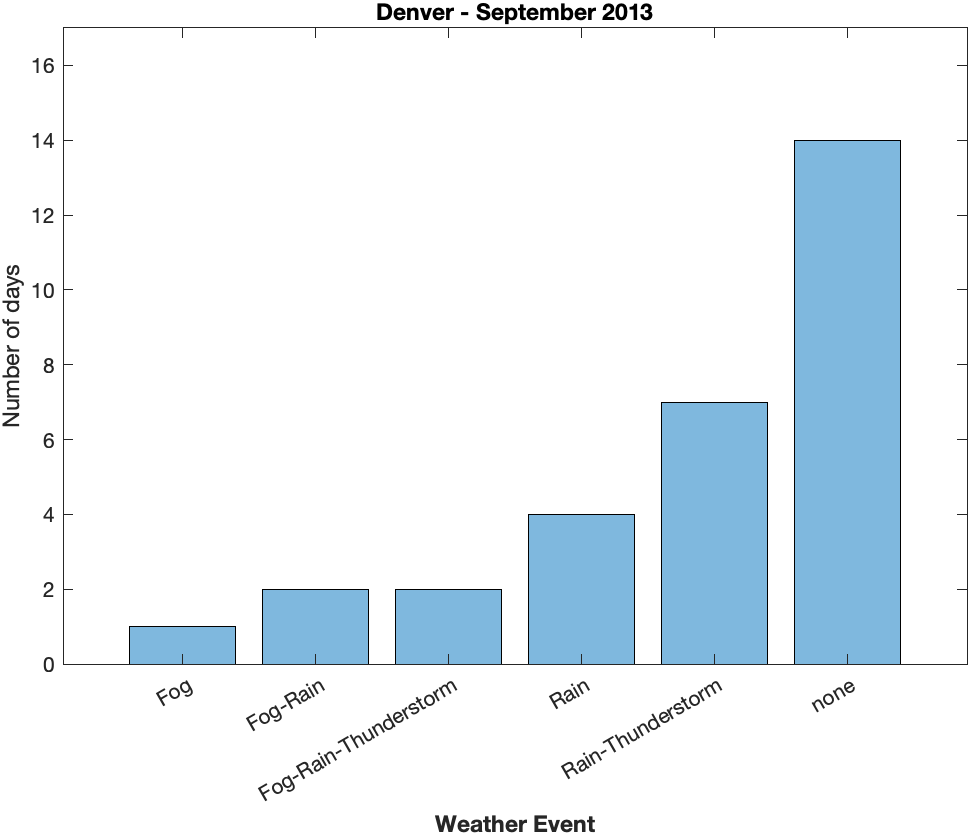 Denver - September 2013
Number of days
16
14
12
10
8
6
4
2
0
Fog
Fog-Rain
Fog-Rain-Thunderstorm
Rain
Rain-Thunderstorm
none
Weather Event